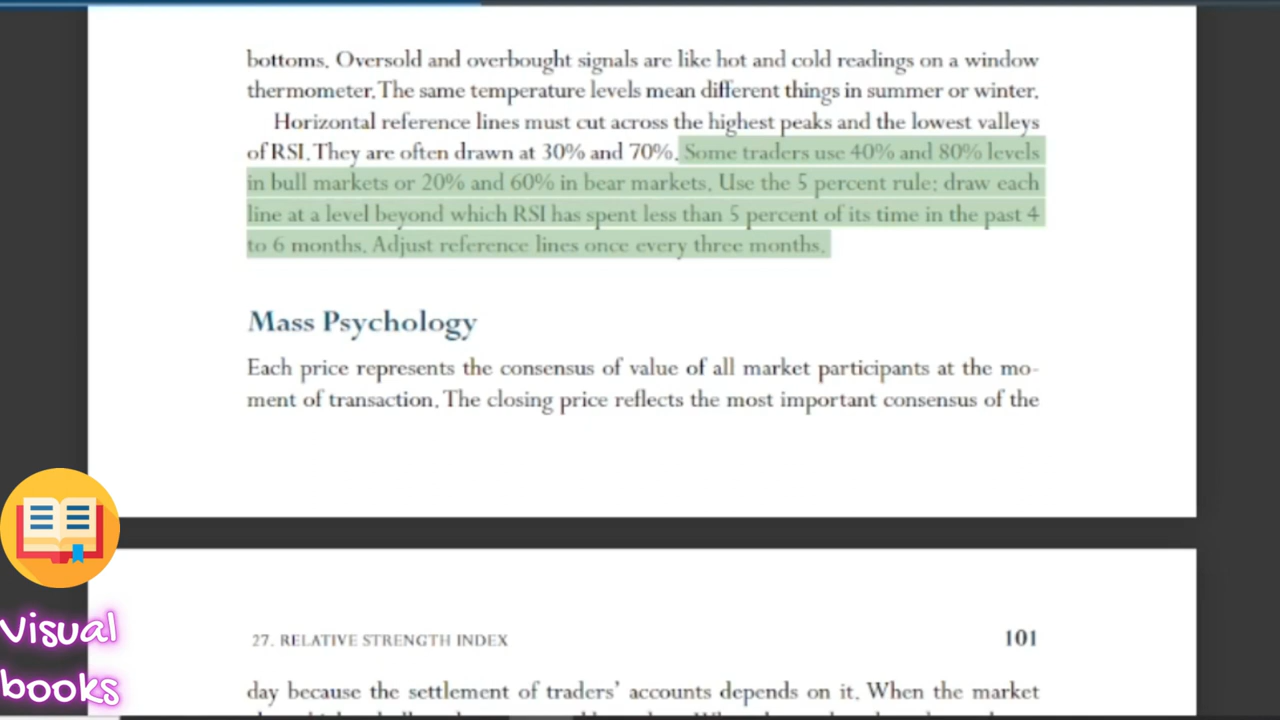 bottoms. Oversold and overbought signals are like hot and cold readings on a window
thermometer. The same temperature levels mean different things in summer or winter.
Horizontal reference lines must cut across the highest peaks and the lowest valleys
of RSI. They are often drawn at 30% and 70%. Some traders use 40% and 80% levels
in bull markets or 20% and 60% in bear markets. Use the 5 percent rule: draw each
line at a level beyond which RSI has spent less than 5 percent of its time in the past 4
to 6 months. Adjust reference lines once every three months.
Mass Psychology
Each price represents the consensus of value of all market participants at the mo-
ment of transaction. The closing price reflects the most important consensus of the
27. RELATIVE STRENGTH INDEX 101
day because the settlement of traders' accounts depends on it. When the market
Visual
books